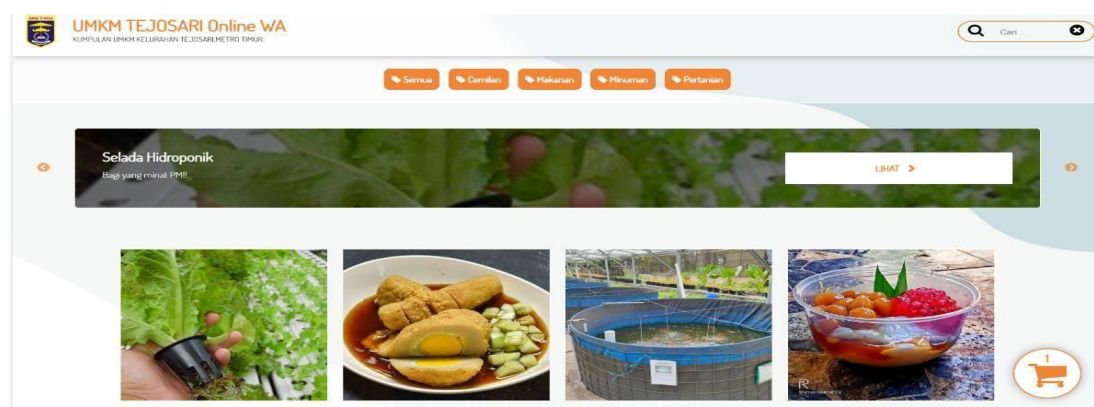 METRO
UMKM TEJOSARI Online WA
KUMPULAN UMKM KELURAHAN TEJOSARI,METRO TIMUR.
Cari
Semua
Cemilan
Makanan
Minuman
Pertanian
Selada Hidroponik
Bagi yang minat PM!!
LIHAT
1
R